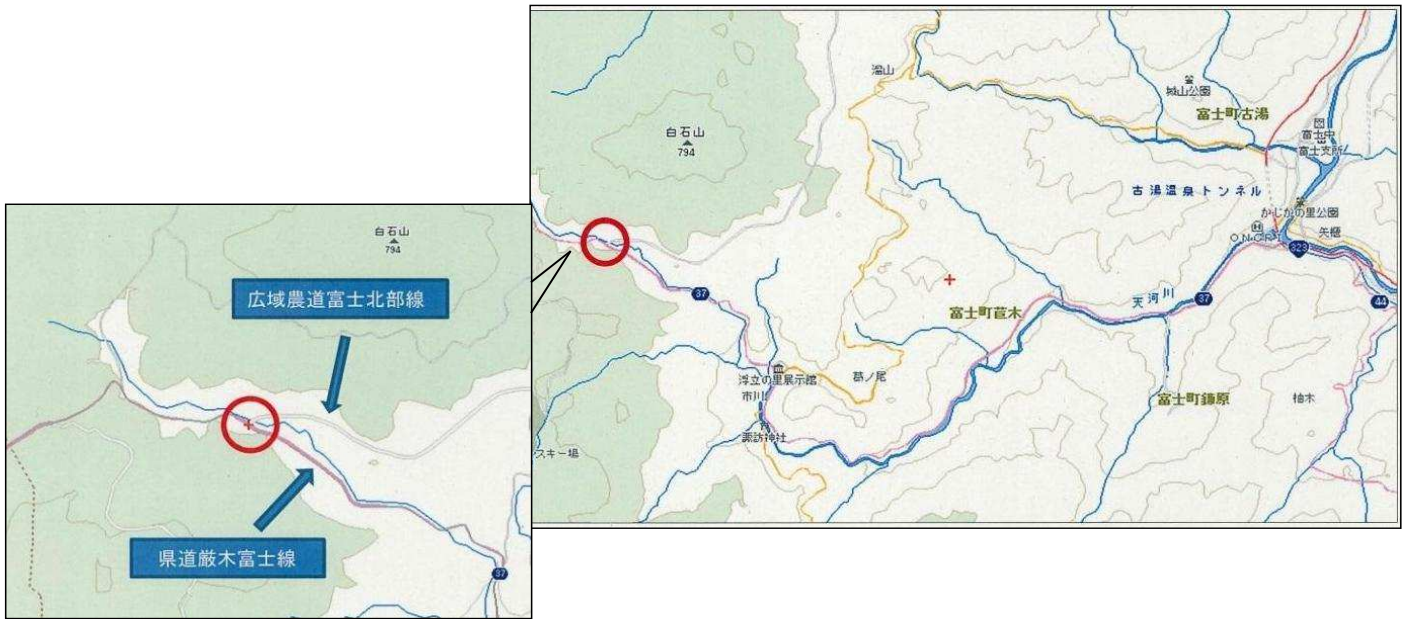 溜山
城山公園
富士町古湯
富士中
富士支所
白石山
794
古湯温泉トンネル
かじかの里公園
矢櫃
37
323
天河川
37
44
富士町苣木
浮立の里展示館
市川
葛ノ尾
富士町鎌原
柚木
諏訪神社
スキー場
白石山
794
広域農道富士北部線
県道厳木富士線
37